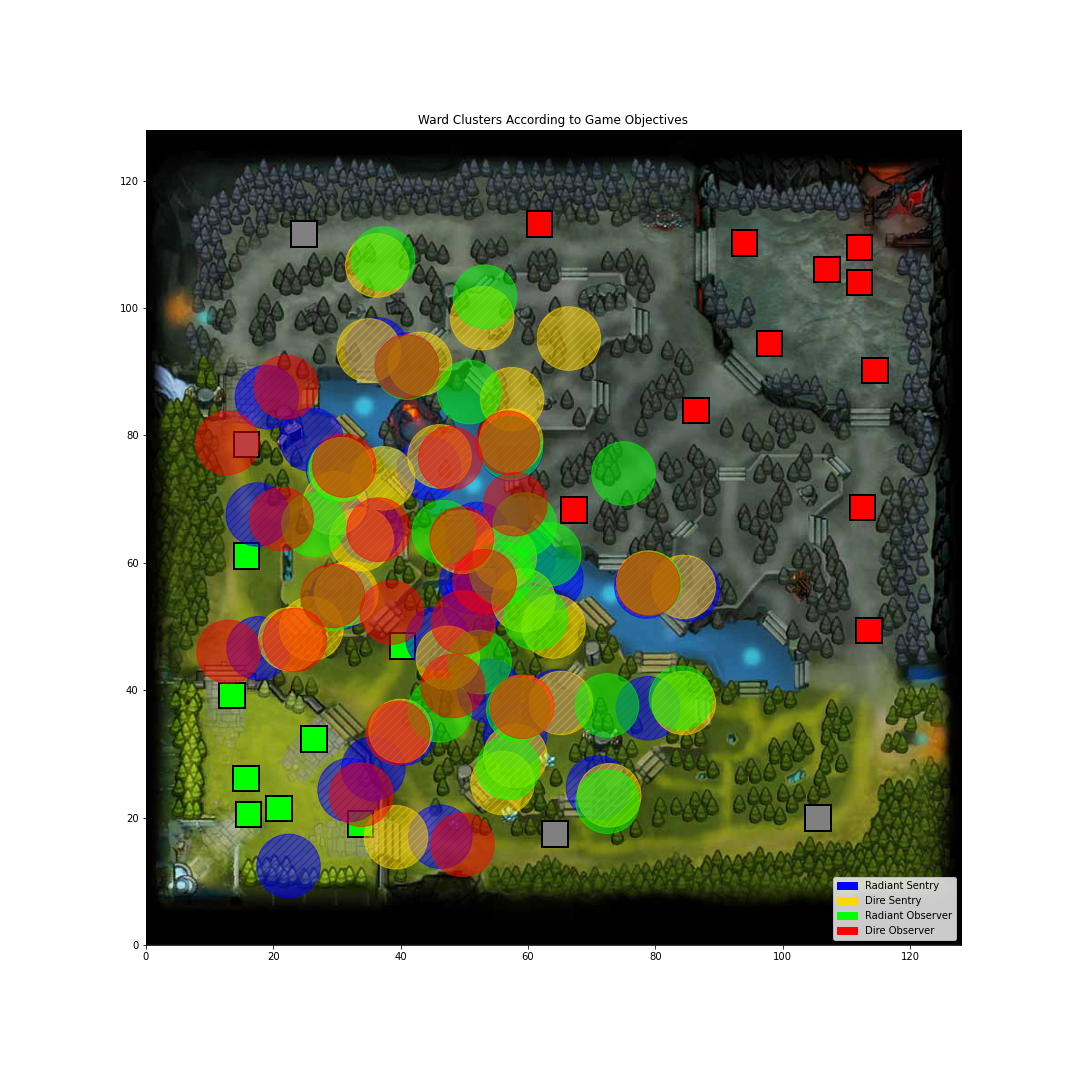 Ward Clusters According to Game Objectives
120
100
80
60
40
20
0
0 20 40 60 80 100 120
Radiant Sentry
Dire Sentry
Radiant Observer
Dire Observer